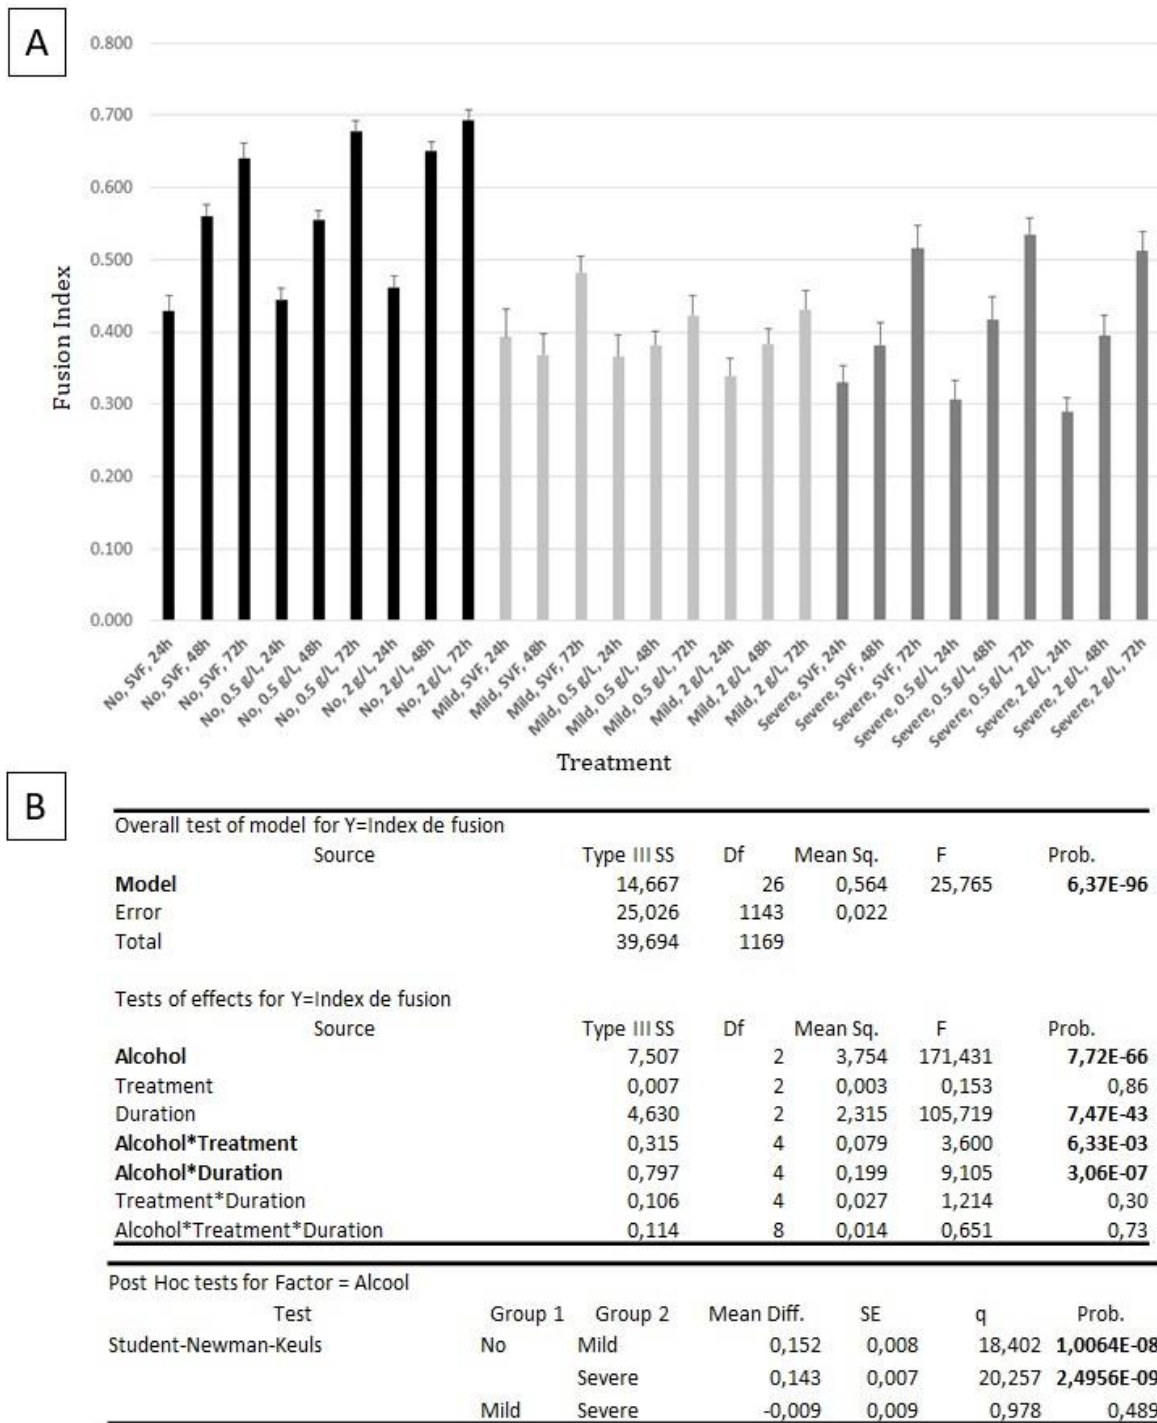 A
0.800
0.700
0.600
0.500
0.400
0.300
0.200
0.100
0.000
Fusion Index
No, SVF, 24h
No, SVF, 48h
No, SVF, 72h
No, 0.5 g/L, 24h
No, 0.5 g/L, 48h
No, 0.5 g/L, 72h
No, 2 g/L, 24h
No, 2 g/L, 48h
No, 2 g/L, 72h
Mild, SVF, 24h
Mild, SVF, 48h
Mild, SVF, 72h
Mild, 0.5 g/L, 24h
Mild, 0.5 g/L, 48h
Mild, 0.5 g/L, 72h
Mild, 2 g/L, 24h
Mild, 2 g/L, 48h
Mild, 2 g/L, 72h
Severe, SVF, 24h
Severe, SVF, 48h
Severe, SVF, 72h
Severe, 0.5 g/L, 24h
Severe, 0.5 g/L, 48h
Severe, 0.5 g/L, 72h
Severe, 2 g/L, 24h
Severe, 2 g/L, 48h
Severe, 2 g/L, 72h
Treatment
B
Overall test of model for Y=Index de fusion
Source Type III SS Df Mean Sq. F Prob.
Model 14,667 26 0,564 25,765 6,37E-96
Error 25,026 1143 0,022
Total 39,694 1169
Tests of effects for Y=Index de fusion
Source Type III SS Df Mean Sq. F Prob.
Alcohol 7,507 2 3,754 171,431 7,72E-66
Treatment 0,007 2 0,003 0,153 0,86
Duration 4,630 2 2,315 105,719 7,47E-43
Alcohol*Treatment 0,315 4 0,079 3,600 6,33E-03
Alcohol*Duration 0,797 4 0,199 9,105 3,06E-07
Treatment*Duration 0,106 4 0,027 1,214 0,30
Alcohol*Treatment*Duration 0,114 8 0,014 0,651 0,73
Post Hoc tests for Factor = Alcool
Test Group 1 Group 2 Mean Diff. SE q Prob.
Student-Newman-Keuls No Mild 0,152 0,008 18,402 1,0064E-08
Severe 0,143 0,007 20,257 2,4956E-09
Mild Severe -0,009 0,009 0,978 0,489